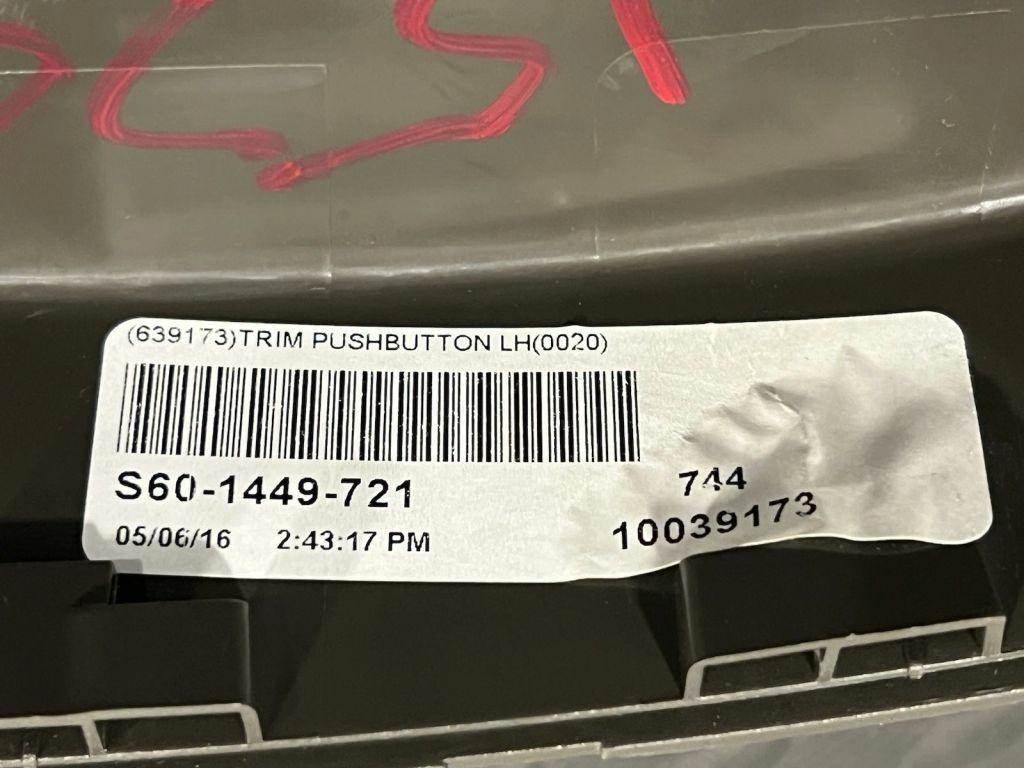 (639173)TRIM PUSHBUTTON LH(0020)
S60-1449-721
744
05/06/16 2:43:17 PM
10039173